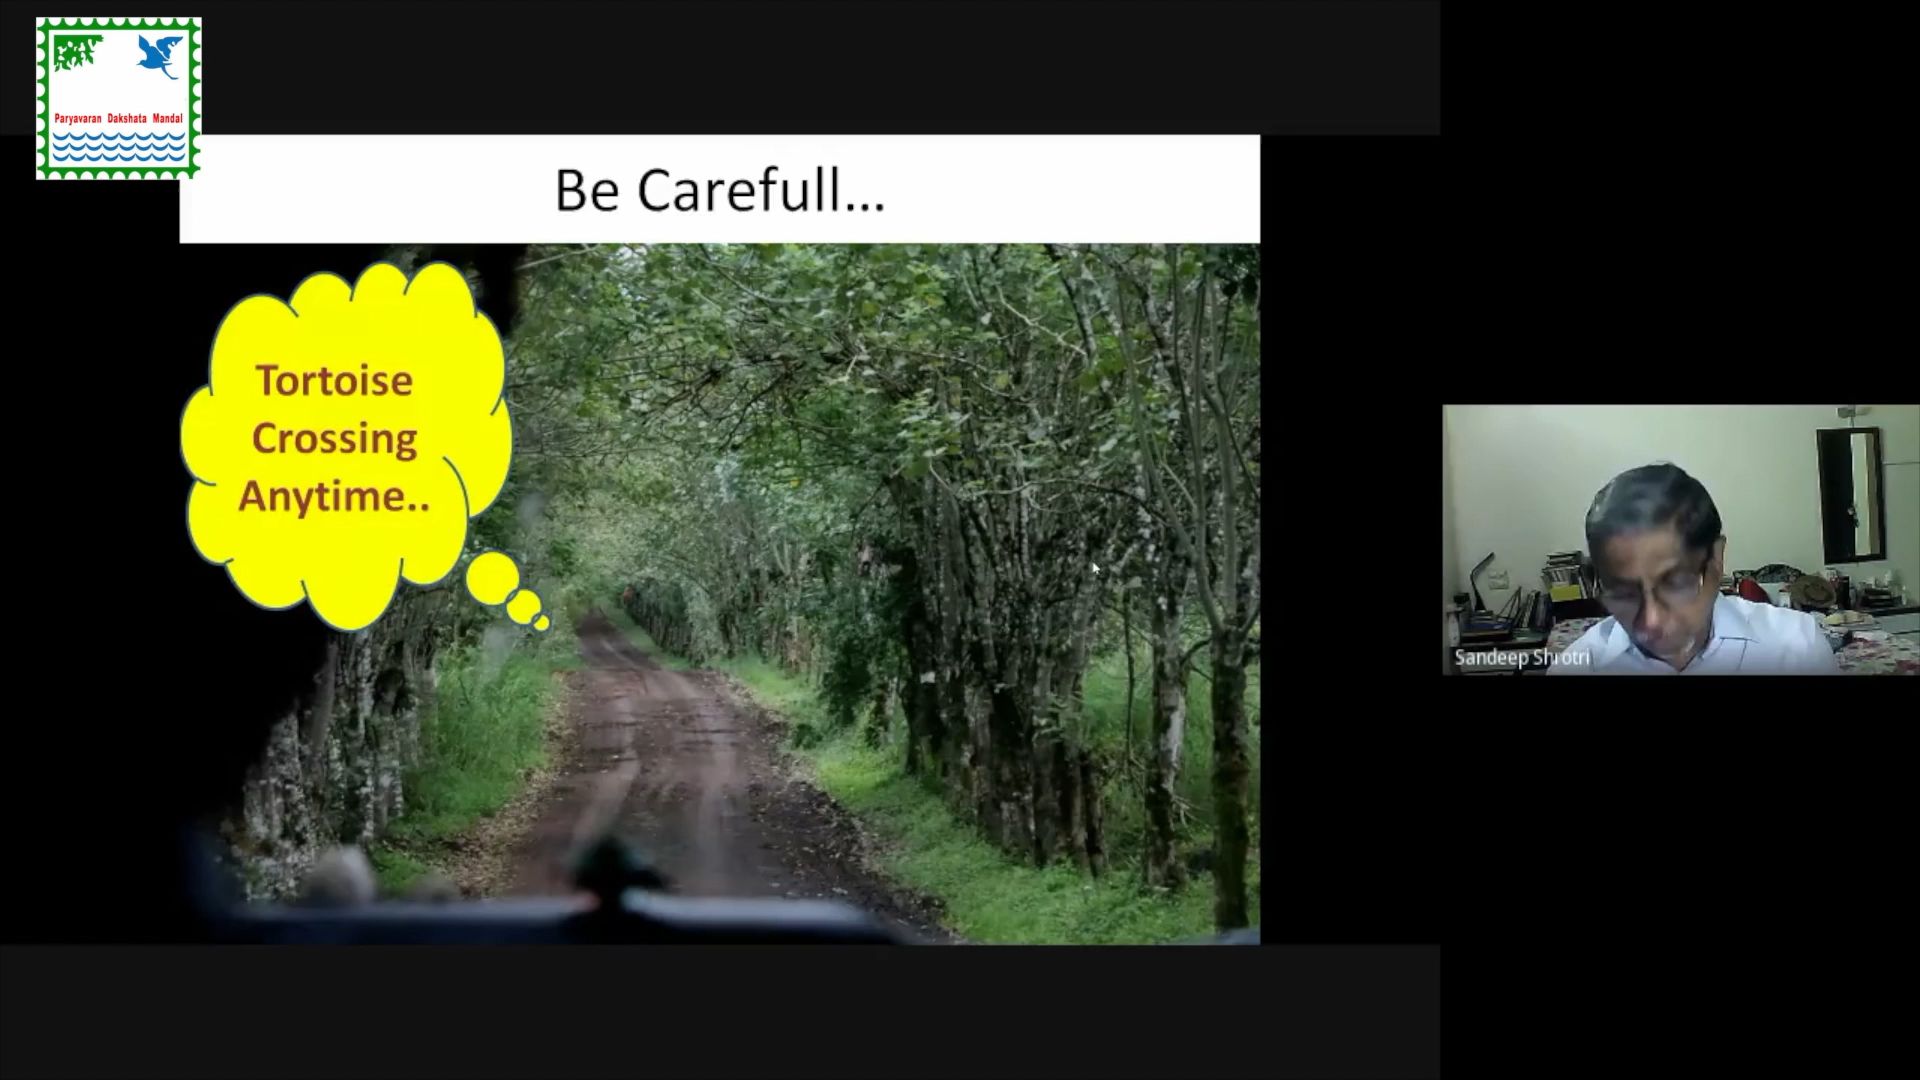 Paryavaran Dakshata Mandal
Be Carefull...
Tortoise
Crossing
Anytime..
Sandeep Shrotri